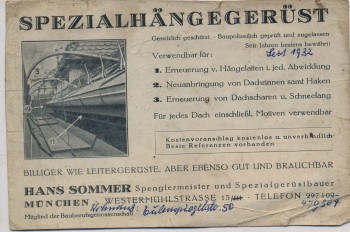 SPEZIALHÄNGEGERÜST
Gesetzlich geschützt - Baupolizeilich geprüft und zugelassen
Seit Jahren bestens bewährt
Verwendbar für: Seit 1932
1. Erneuerung v. Hängelatten i. jed. Abwicklung
2. Neuanbringung von Dachrinnen samt Haken
3. Erneuerung von Dachscharen u. Schneefang
Für jedes Dach einschließl. Motiven verwendbar
Kostenvoranschlag kostenlos u. unverbindlich
Beste Referenzen vorhanden
BILLIGER WIE LEITERGERÜSTE, ABER EBENSO GUT UND BRAUCHBAR
HANS SOMMER Spenglermeister und Spezialgerüstbauer
MÜNCHEN WESTERMÜHLSTRASSE - TELEFON
Mitglied der Bauberufsgenossenschaft